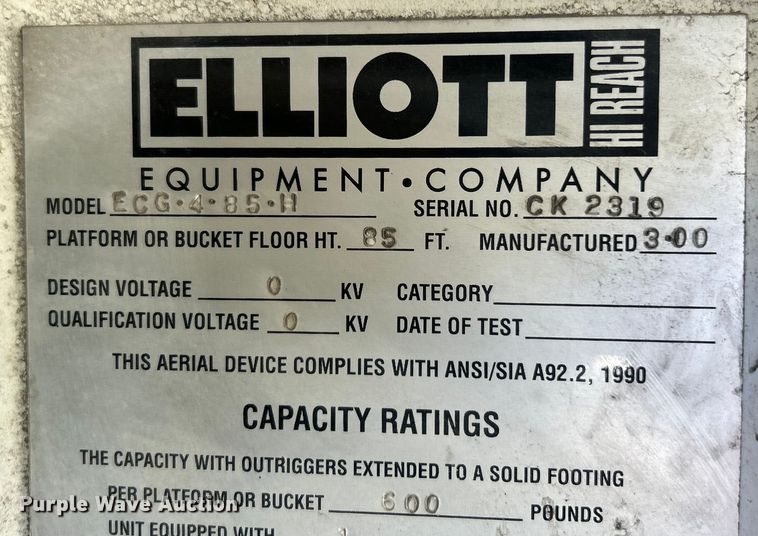 ELLIOTT HI REACH
EQUIPMENT • COMPANY
MODEL ECG•4•85•H SERIAL NO. CK 2319
PLATFORM OR BUCKET FLOOR HT. 85 FT. MANUFACTURED 3•00
DESIGN VOLTAGE 0 KV CATEGORY
QUALIFICATION VOLTAGE 0 KV DATE OF TEST
THIS AERIAL DEVICE COMPLIES WITH ANSI/SIA A92.2, 1990
CAPACITY RATINGS
THE CAPACITY WITH OUTRIGGERS EXTENDED TO A SOLID FOOTING
PER PLATFORM OR BUCKET 600 POUNDS
Purple Wave Auction
UNIT EQUIPPED WITH